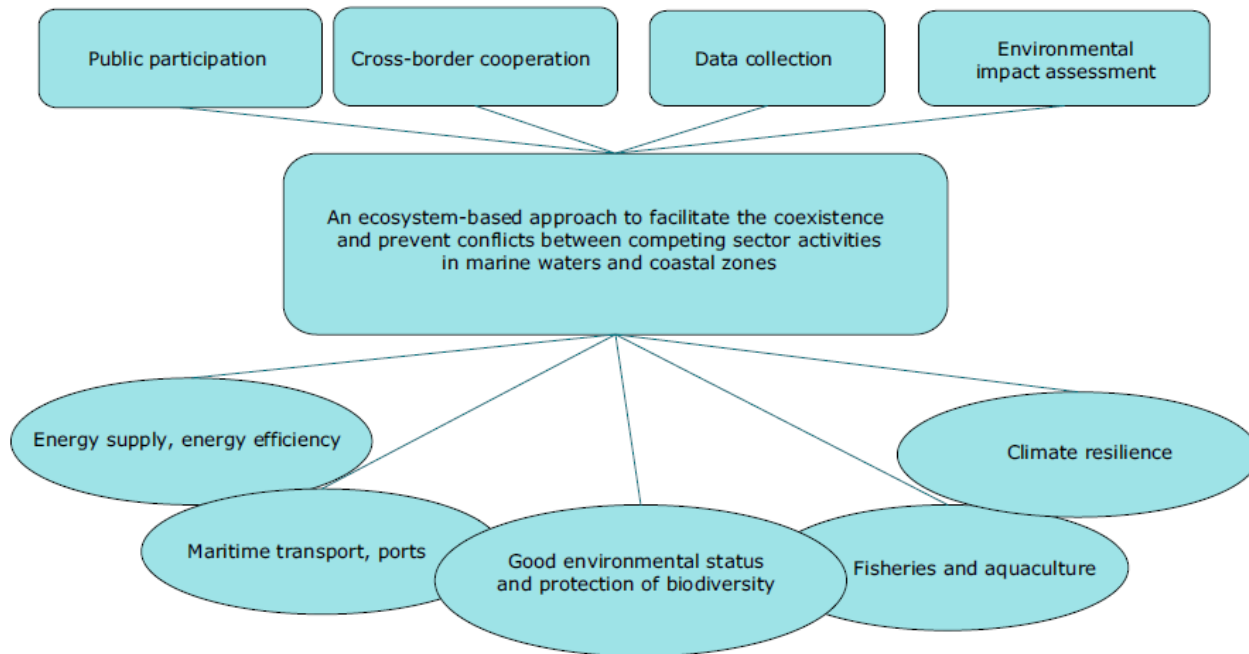 Public participation
Cross-border cooperation
Data collection
Environmental
impact assessment
An ecosystem-based approach to facilitate the coexistence
and prevent conflicts between competing sector activities
in marine waters and coastal zones
Energy supply, energy efficiency
Climate resilience
Maritime transport, ports
Good environmental status
and protection of biodiversity
Fisheries and aquaculture